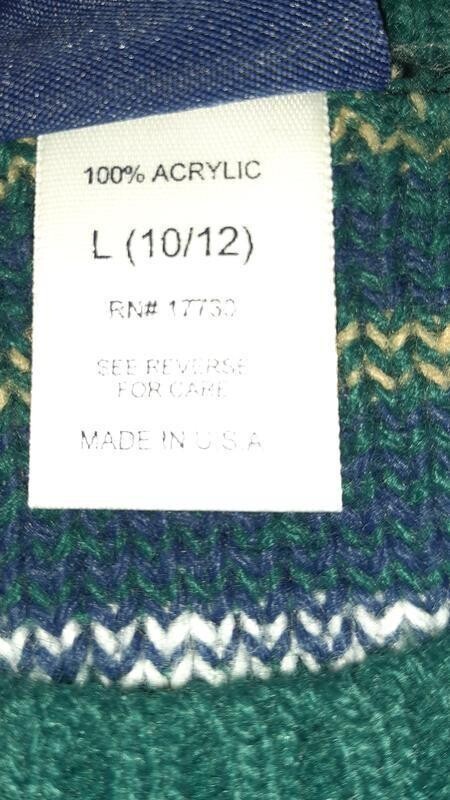 100% ACRYLIC
L (10/12)
RN# 17730
SEE REVERSE
FOR CARE
MADE IN U.S.A